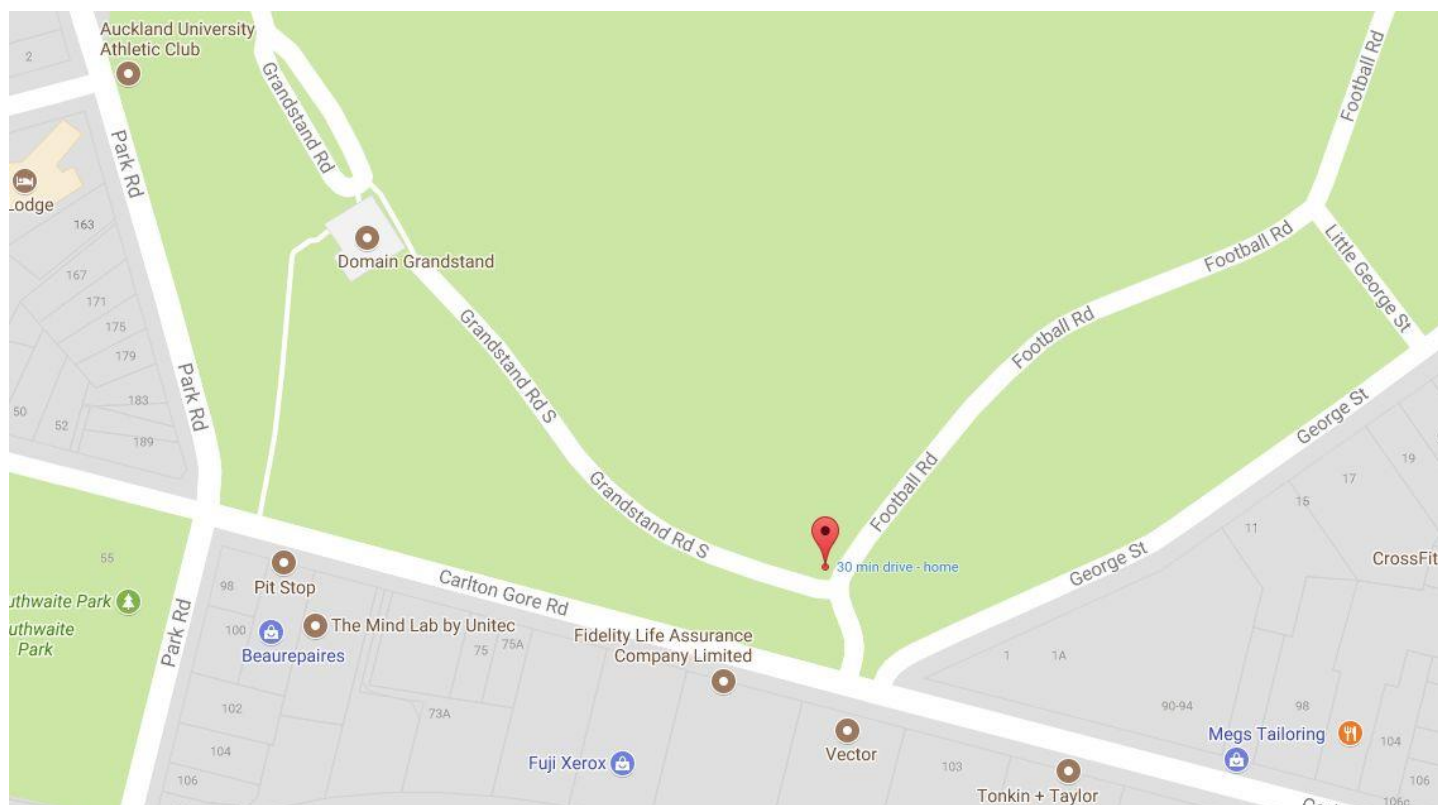 Auckland University
Athletic Club
2
Grandstand Rd
Football Rd
Park Rd
Lodge
163
Domain Grandstand
Football Rd
Little George St
167
171
175
179
Grandstand Rd S
Football Rd
183
50
52
189
Park Rd
George St
19
17
15
11
Grandstand Rd S
Football Rd
30 min drive - home
George St
CrossFit
55
Pit Stop
98
Carlton Gore Rd
uthwaite Park
uthwaite
Park
Park Rd
100
Beaurepaires
The Mind Lab by Unitec
75
75A
Fidelity Life Assurance
Company Limited
1
1A
102
73A
90-94
98
104
Megs Tailoring
104
Vector
Fuji Xerox
103
106
Tonkin + Taylor